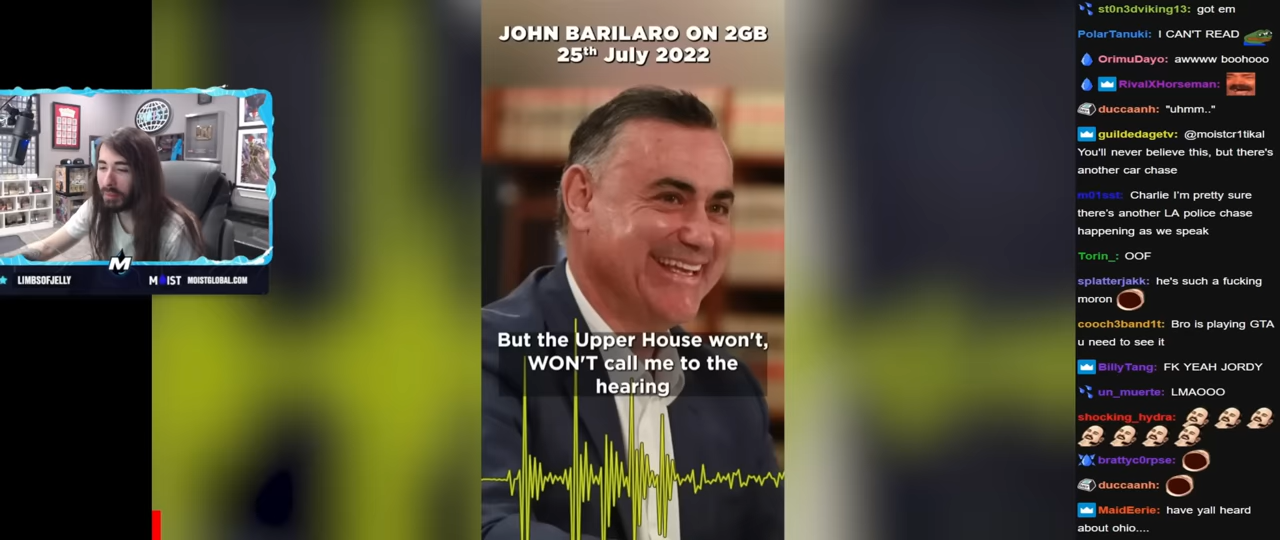 JOHN BARILARO ON 2GB
25th July 2022
But the Upper House won't,
WON'T call me to the
hearing
M
LIMBSOFJELLY
MOIST
MOISTGLOBAL.COM
st0n3dviking13: got em
PolarTanuki: I CAN'T READ
OrimuDayo: awwww boohooo
RivalXHorseman:
duccaanh: "uhmm.."
guildedagetv: @moistcr1tikal
You'll never believe this, but there's
another car chase
m01sst: Charlie I'm pretty sure
there's another LA police chase
happening as we speak
Torin_: OOF
splatterjakk: he's such a fucking
moron
cooch3band1t: Bro is playing GTA
u need to see it
BillyTang: FK YEAH JORDY
un_muerte: LMAOOO
shocking_hydra:
brattyc0rpse:
duccaanh:
MaidEerie: have yall heard
about ohio....